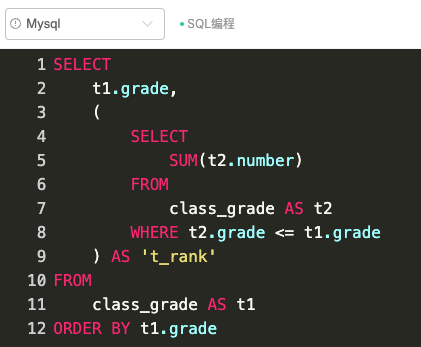 Mysql SQL编程
1 SELECT
2     t1.grade,
3     (
4         SELECT
5             SUM(t2.number)
6         FROM
7             class_grade AS t2
8         WHERE t2.grade <= t1.grade
9     ) AS 't_rank'
10 FROM
11     class_grade AS t1
12 ORDER BY t1.grade